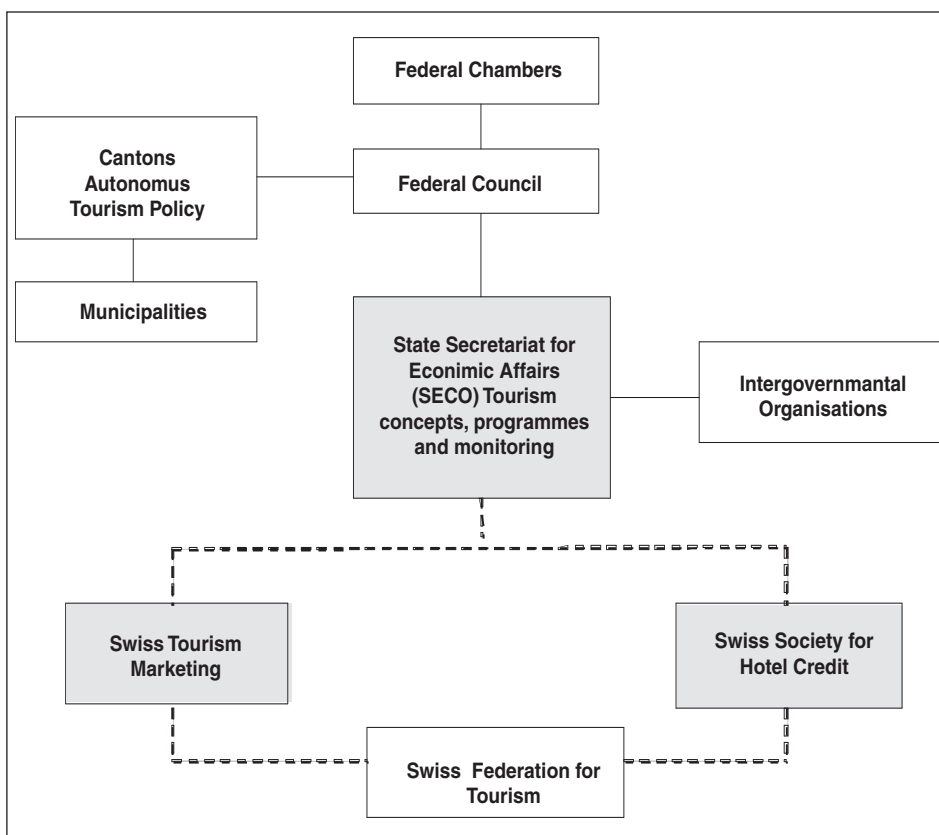 Federal Chambers
Cantons
Autonomus
Tourism Policy
Federal Council
Municipalities
State Secretariat for
Econimic Affairs
(SECO) Tourism
concepts, programmes
and monitoring
Intergovernmantal
Organisations
Swiss Tourism
Marketing
Swiss Society for
Hotel Credit
Swiss Federation for
Tourism